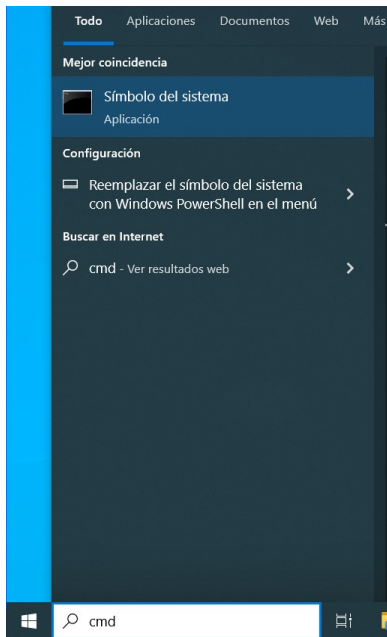 Todo Aplicaciones Documentos Web Más
Mejor coincidencia
Símbolo del sistema
Aplicación
Configuración
Reemplazar el símbolo del sistema
con Windows PowerShell en el menú
Buscar en Internet
cmd - Ver resultados web
cmd